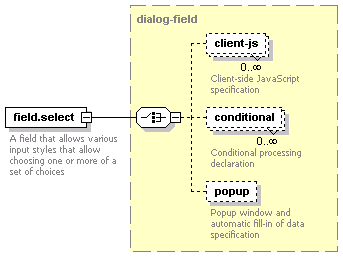 dialog-field
client-js
0..∞
Client-side JavaScript
specification
field.select
A field that allows various
input styles that allow
choosing one or more of a
set of choices
conditional
0..∞
Conditional processing
declaration
popup
Popup window and
automatic fill-in of data
specification